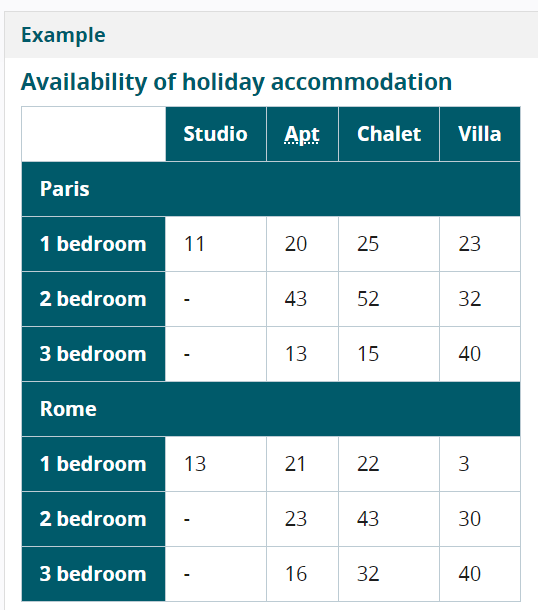 Example
Availability of holiday accommodation
Studio Apt Chalet Villa
Paris
1 bedroom 11 20 25 23
2 bedroom - 43 52 32
3 bedroom - 13 15 40
Rome
1 bedroom 13 21 22 3
2 bedroom - 23 43 30
3 bedroom - 16 32 40